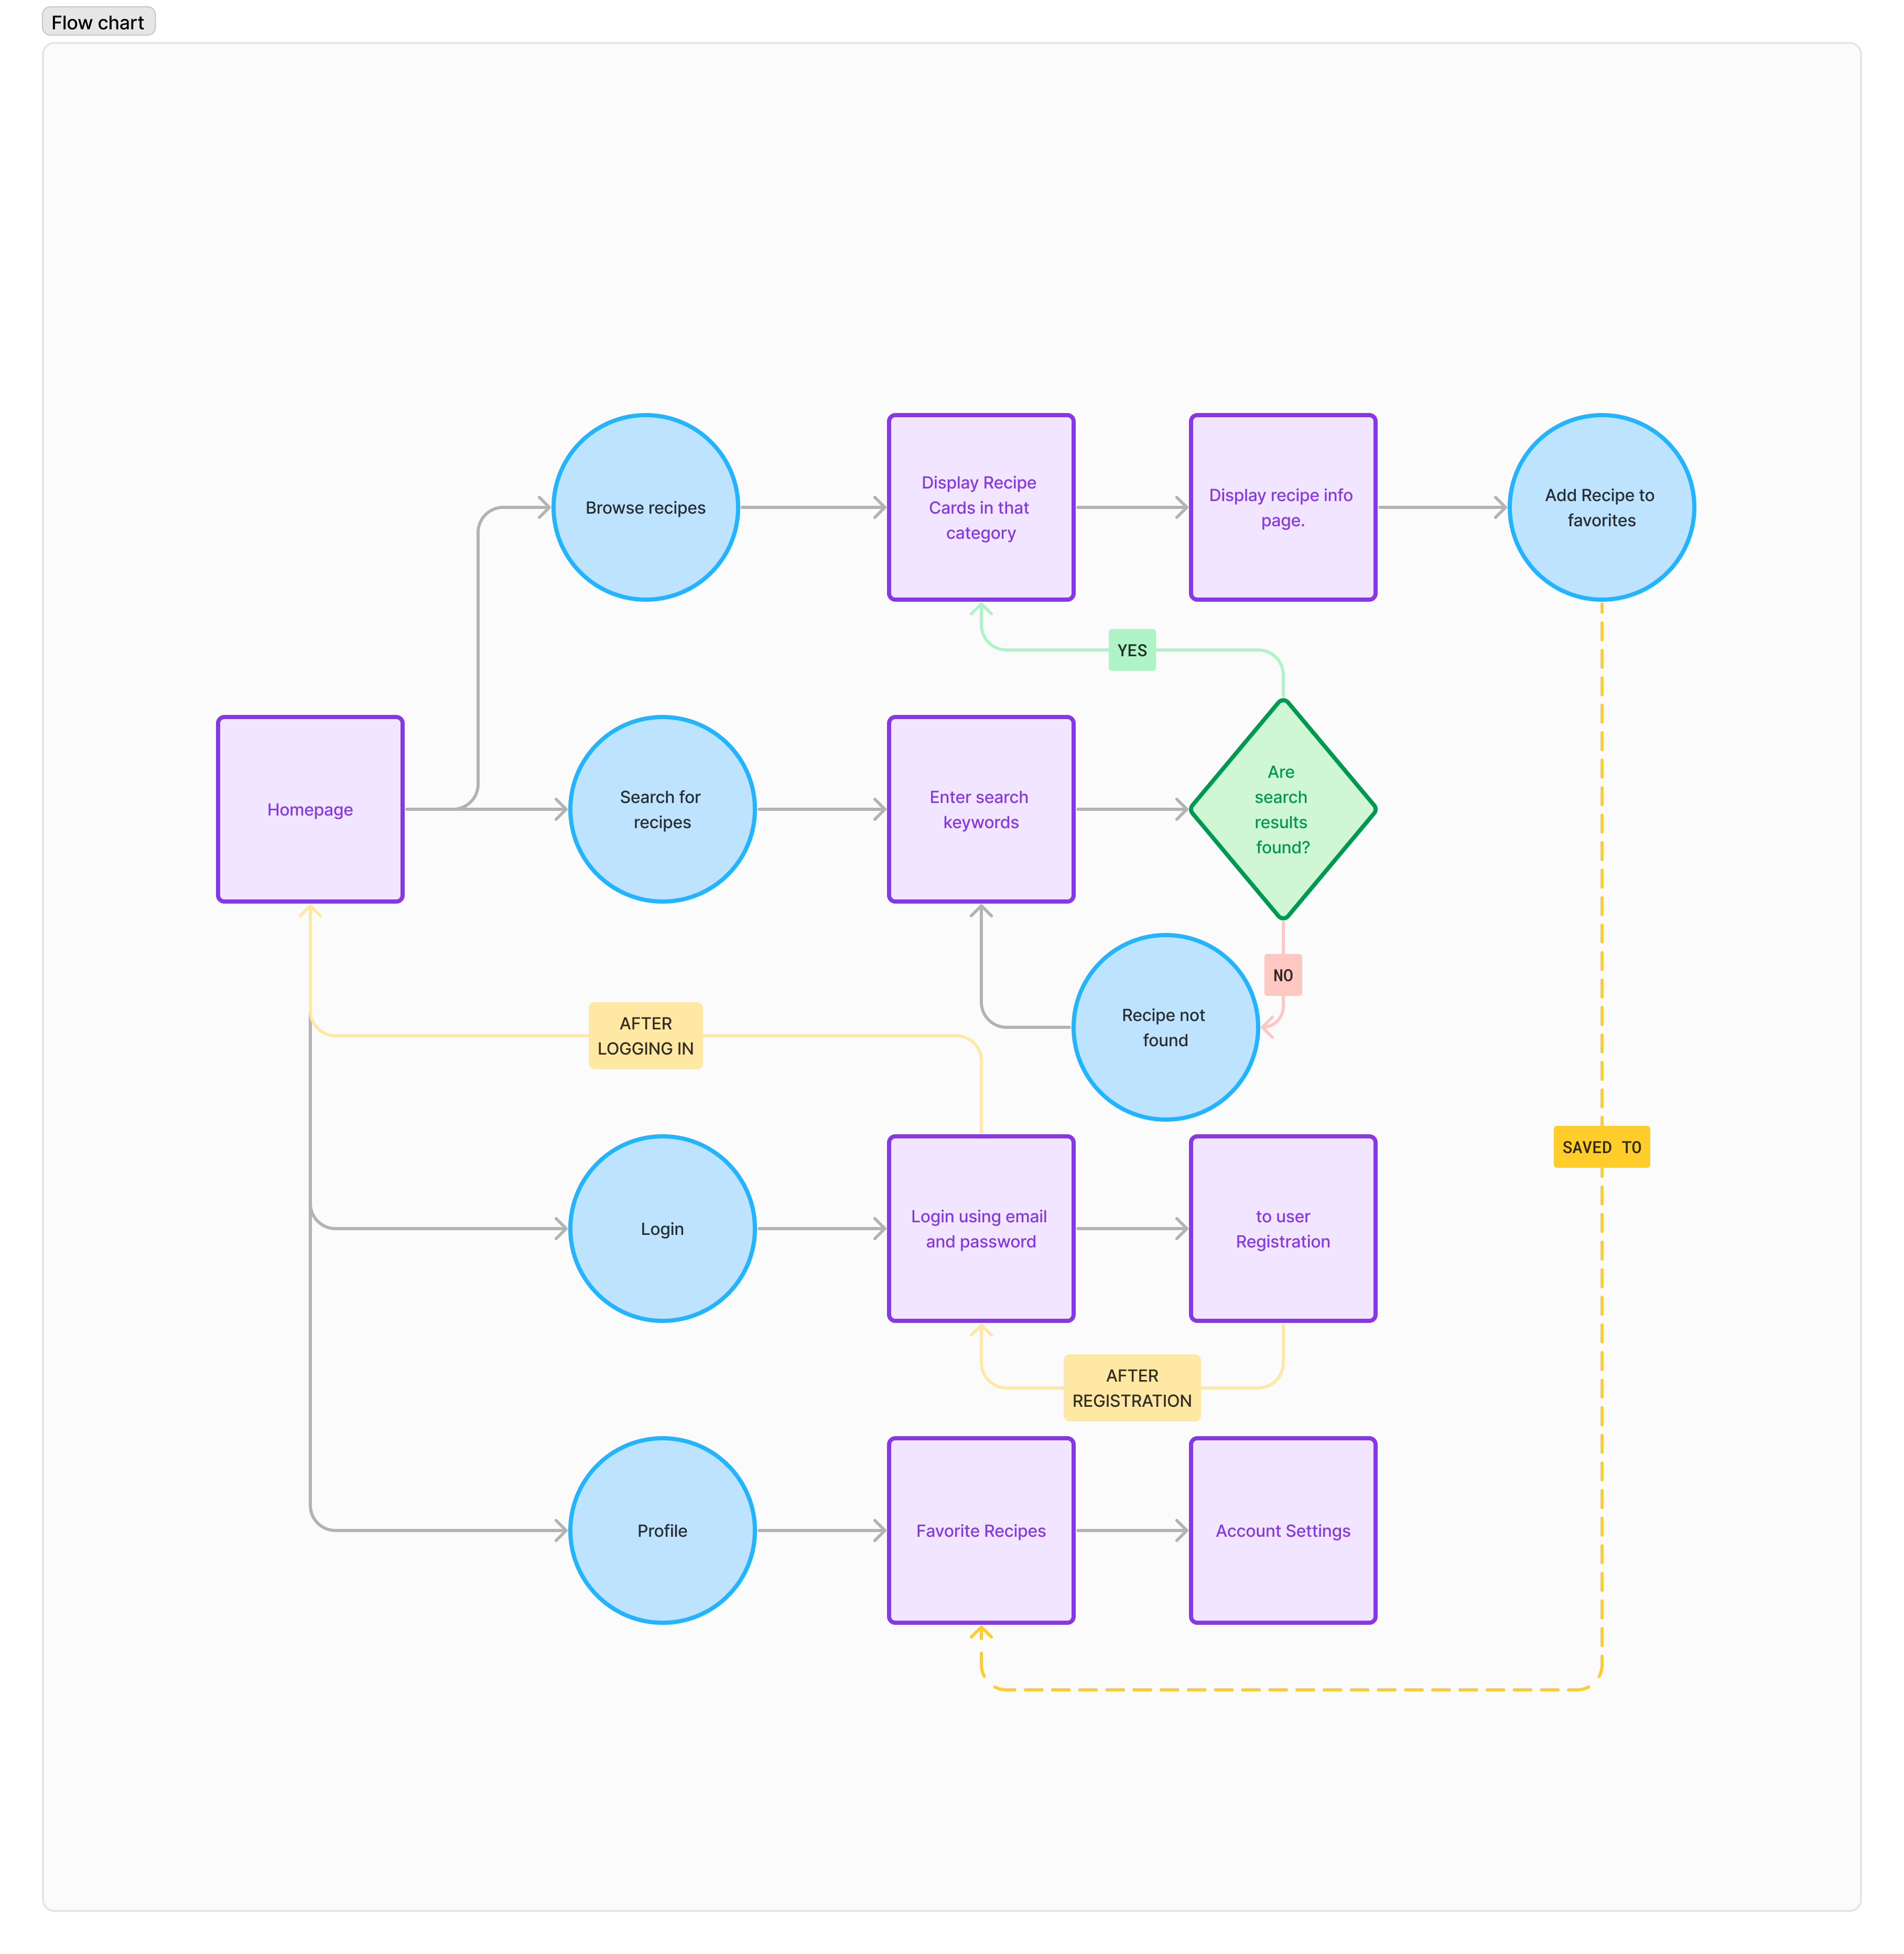 Flow chart
Browse recipes
Display Recipe
Cards in that
category
Display recipe info
page.
Add Recipe to
favorites
YES
Homepage
Search for
recipes
Enter search
keywords
Are
search
results
found?
NO
Recipe not
found
AFTER
LOGGING IN
SAVED TO
Login
Login using email
and password
to user
Registration
AFTER
REGISTRATION
Profile
Favorite Recipes
Account Settings